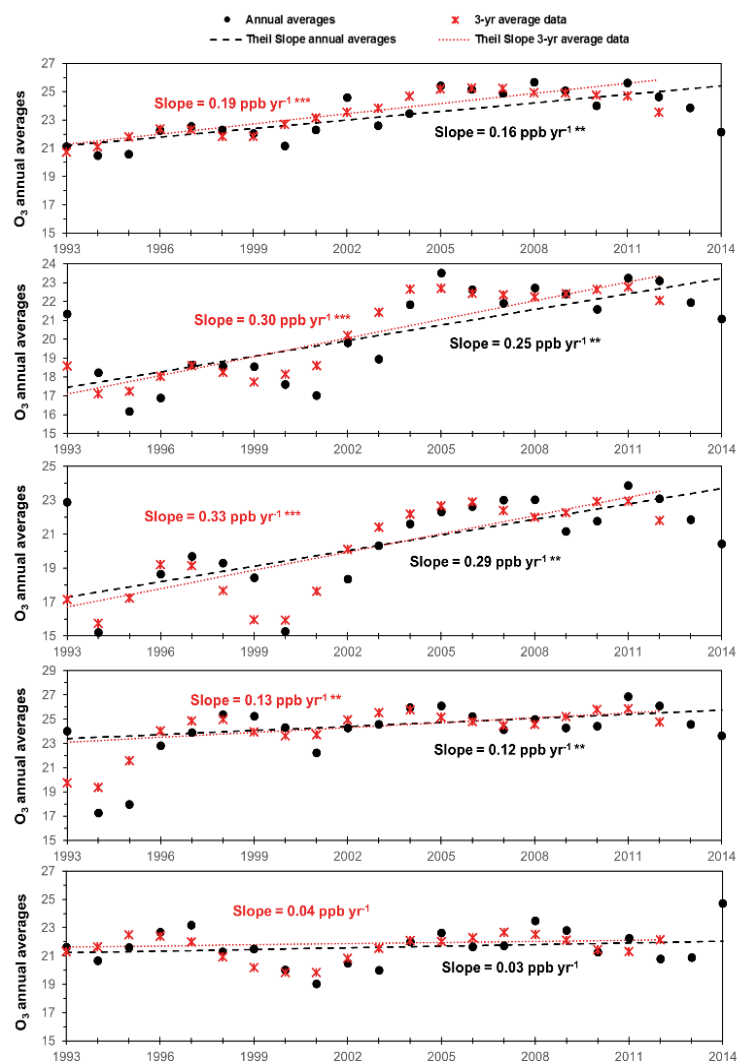 Annual averages 3-yr average data
Theil Slope annual averages Theil Slope 3-yr average data
O₃ annual averages
27
25
23
21
19
17
15
Slope = 0.19 ppb yr⁻¹ ***
Slope = 0.16 ppb yr⁻¹ **
1993 1996 1999 2002 2005 2008 2011 2014
O₃ annual averages
24
23
22
21
20
19
18
17
16
15
Slope = 0.30 ppb yr⁻¹ ***
Slope = 0.25 ppb yr⁻¹ **
1993 1996 1999 2002 2005 2008 2011 2014
O₃ annual averages
25
23
21
19
17
15
Slope = 0.33 ppb yr⁻¹ ***
Slope = 0.29 ppb yr⁻¹ **
1993 1996 1999 2002 2005 2008 2011 2014
O₃ annual averages
29
27
25
23
21
19
17
15
Slope = 0.13 ppb yr⁻¹ **
Slope = 0.12 ppb yr⁻¹ **
1993 1996 1999 2002 2005 2008 2011 2014
O₃ annual averages
27
25
23
21
19
17
15
Slope = 0.04 ppb yr⁻¹
Slope = 0.03 ppb yr⁻¹
1993 1996 1999 2002 2005 2008 2011 2014